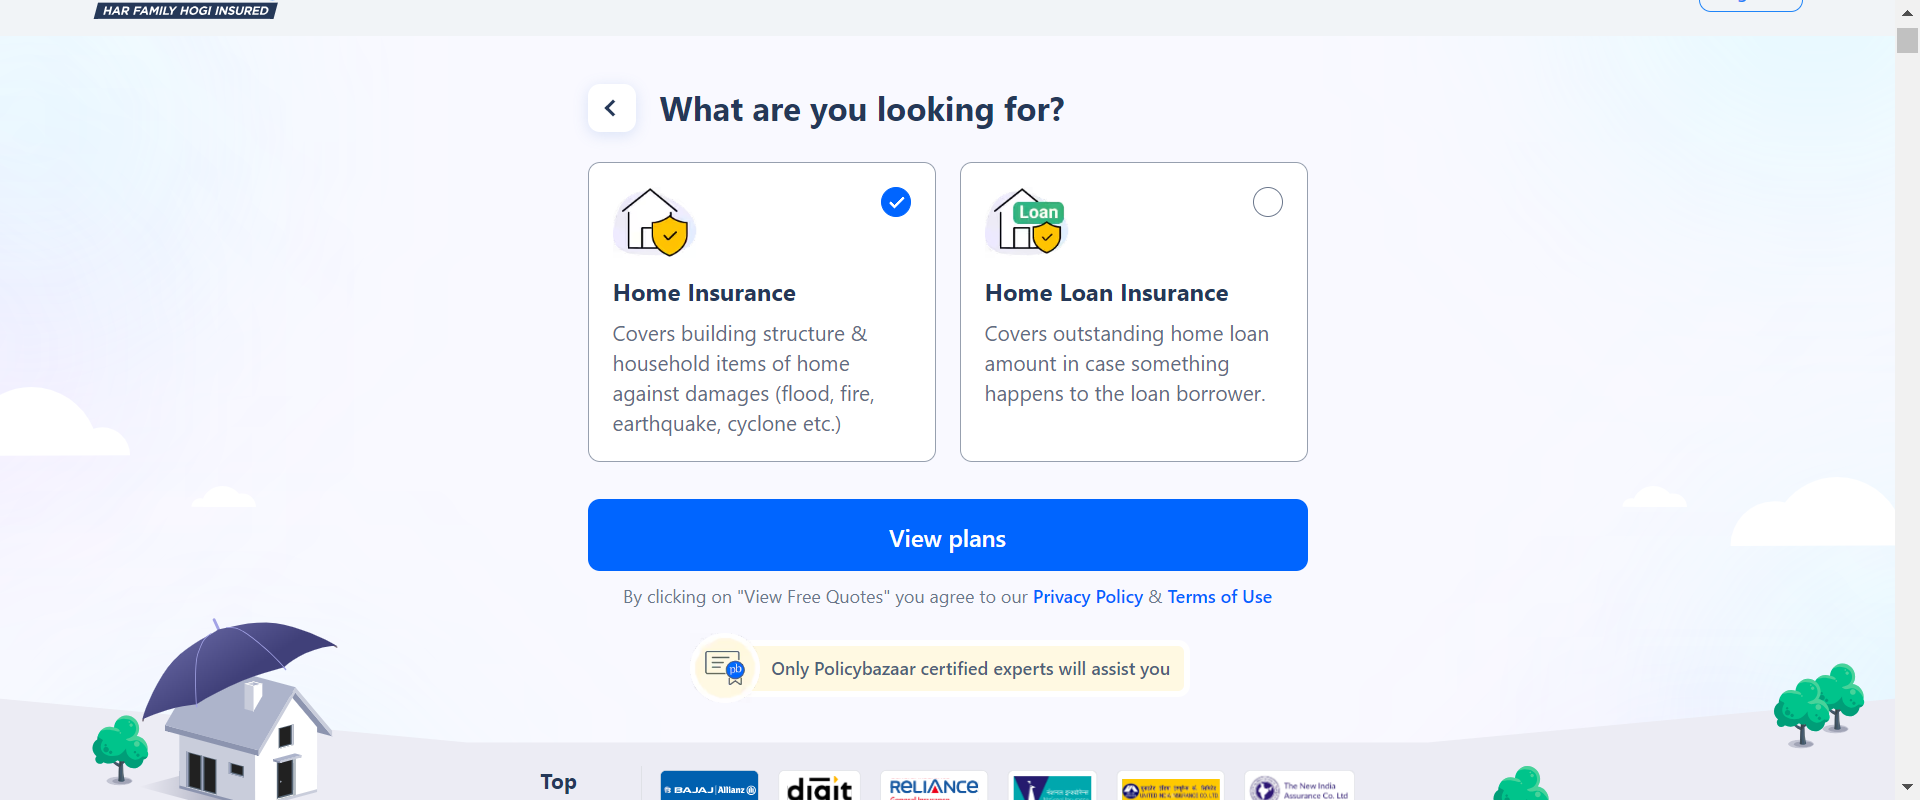 HAR FAMILY HOGI INSURED
What are you looking for?
Loan
Home Insurance
Covers building structure &
household items of home
against damages (flood, fire,
earthquake, cyclone etc.)
Home Loan Insurance
Covers outstanding home loan
amount in case something
happens to the loan borrower.
View plans
By clicking on "View Free Quotes" you agree to our Privacy Policy & Terms of Use
pb
Only Policybazaar certified experts will assist you
Top
BAJAJ Allianz
digit
RELIANCE
The New India
Assurance Co. Ltd